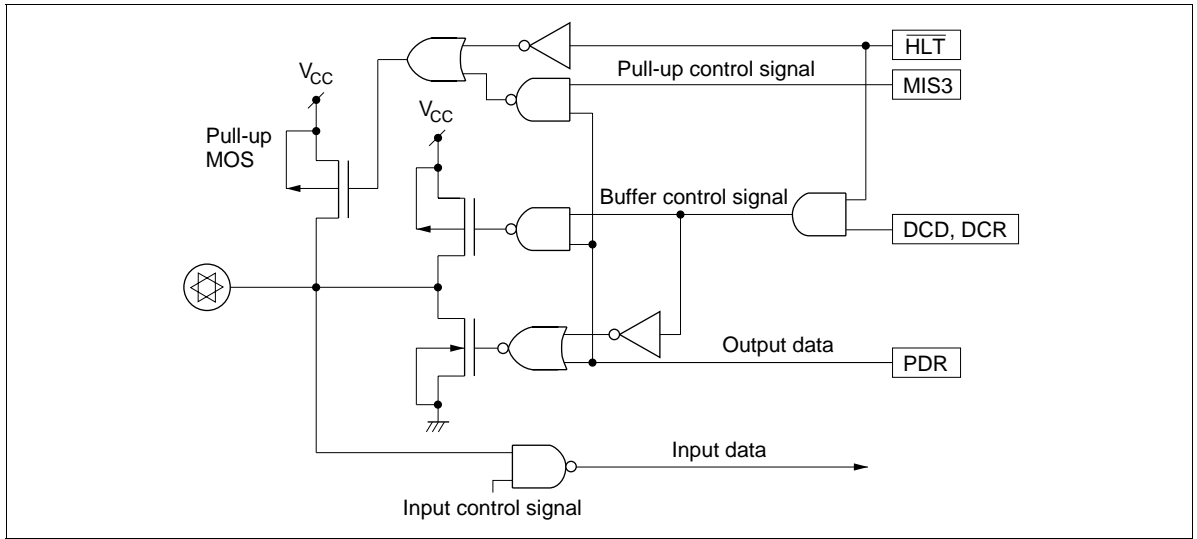 HLT
Pull-up control signal
MIS3
VCC
VCC
Pull-up
MOS
Buffer control signal
DCD, DCR
Output data
PDR
Input data
Input control signal